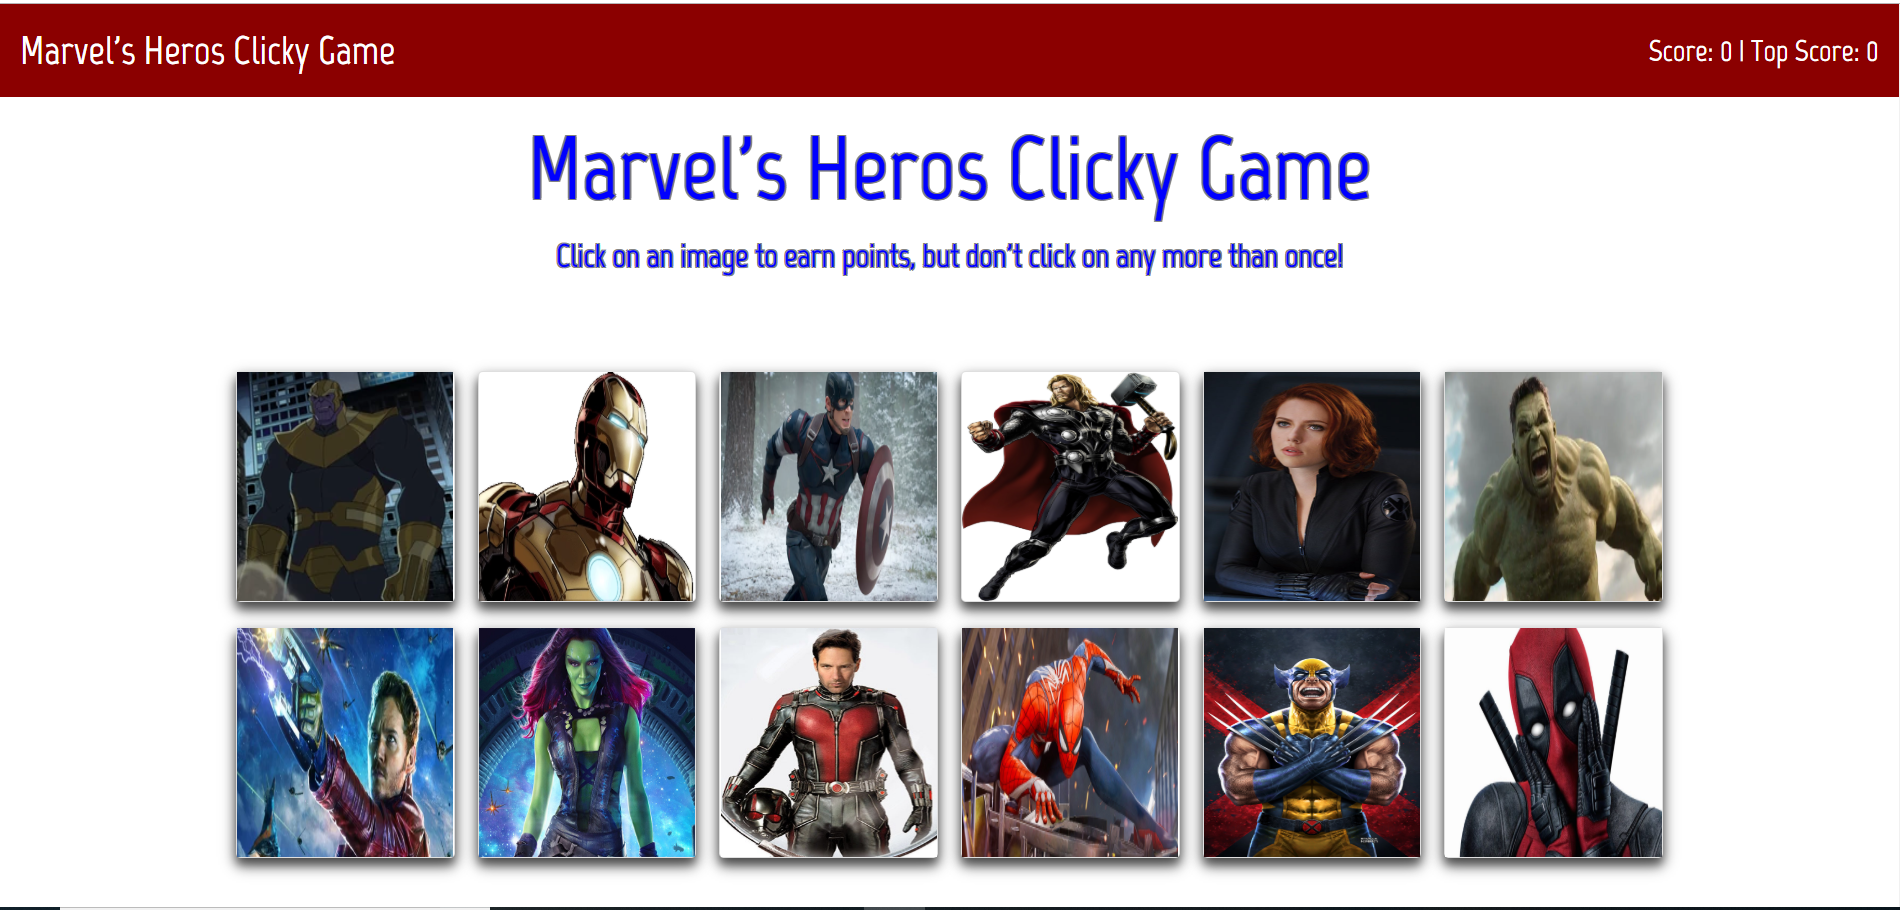 Marvel's Heros Clicky Game
Score: 0 | Top Score: 0
Marvel's Heros Clicky Game
Click on an image to earn points, but don't click on any more than once!